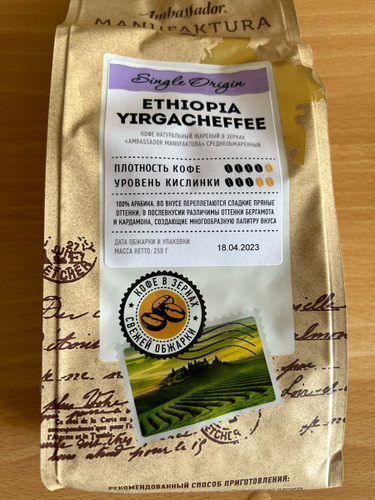 Ambassador
MANUFAKTURA
Single Origin
ETHIOPIA
YIRGACHEFFEE
КОФЕ НАТУРАЛЬНЫЙ ЖАРЕНЫЙ В ЗЕРНАХ
«AMBASSADOR MANUFAKTURA» СРЕДНЕОБЖАРЕННЫЙ
ПЛОТНОСТЬ КОФЕ
УРОВЕНЬ КИСЛИНКИ
100% АРАБИКА. ВО ВКУСЕ ПЕРЕПЛЕТАЮТСЯ СЛАДКИЕ ПРЯНЫЕ
ОТТЕНКИ, В ПОСЛЕВКУСИИ РАЗЛИЧИМЫ ОТТЕНКИ БЕРГАМОТА
И КАРДАМОНА, СОЗДАЮЩИЕ МНОГООБРАЗНУЮ ПАЛИТРУ ВКУСА
ДАТА ОБЖАРКИ И УПАКОВКИ 18.04.2023
МАССА НЕТТО: 250 Г
КОФЕ В ЗЕРНАХ
СВЕЖЕЙ ОБЖАРКИ
РЕКОМЕНДОВАННЫЙ СПОСОБ ПРИГОТОВЛЕНИЯ: